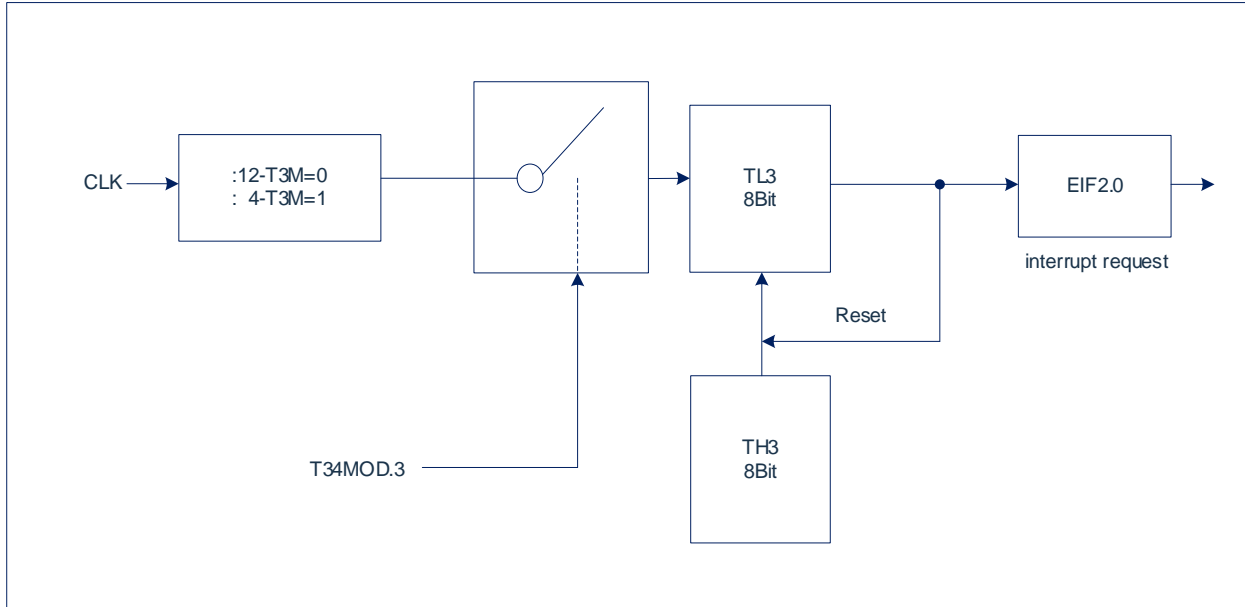 CLK
:12-T3M=0
: 4-T3M=1
TL3
8Bit
EIF2.0
interrupt request
Reset
TH3
8Bit
T34MOD.3